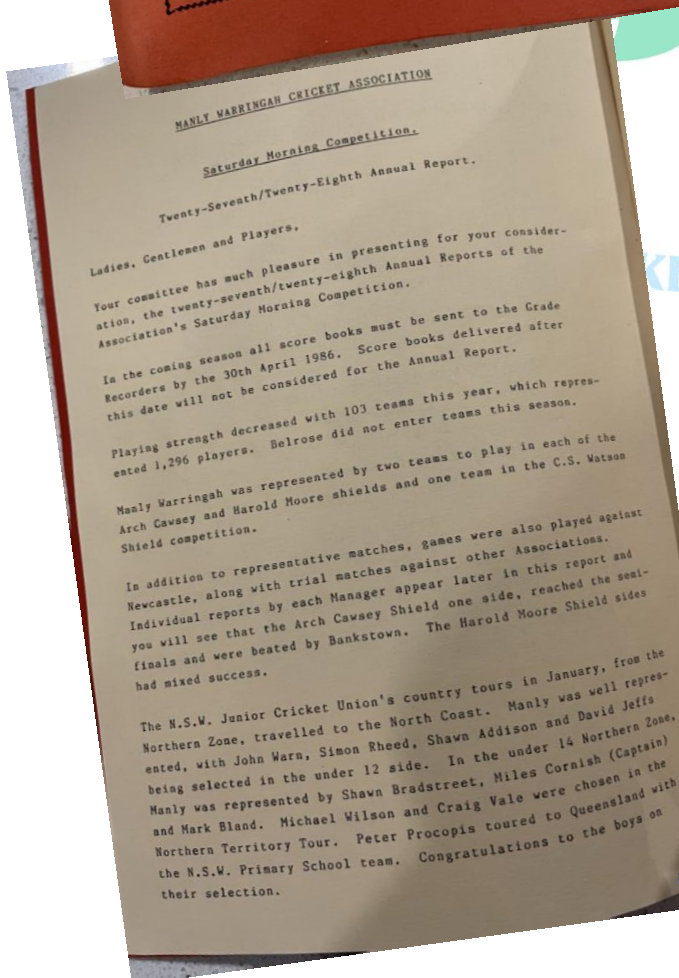 MANLY WARRINGAH CRICKET ASSOCIATION
Saturday Morning Competition.
Twenty-Seventh/Twenty-Eighth Annual Report.
Ladies, Gentlemen and Players,
Your committee has much pleasure in presenting for your consider-
ation, the twenty-seventh/twenty-eighth Annual Reports of the
Association's Saturday Morning Competition.
In the coming season all score books must be sent to the Grade
Recorders by the 30th April 1986. Score books delivered after
this date will not be considered for the Annual Report.
Playing strength decreased with 103 teams this year, which repres-
ented 1,296 players. Belrose did not enter teams this season.
Manly Warringah was represented by two teams to play in each of the
Arch Cawsey and Harold Moore shields and one team in the C.S. Watson
Shield competition.
In addition to representative matches, games were also played against
Newcastle, along with trial matches against other Associations.
Individual reports by each Manager appear later in this report and
you will see that the Arch Cawsey Shield one side, reached the semi-
finals and were beated by Bankstown. The Harold Moore Shield sides
had mixed success.
The N.S.W. Junior Cricket Union's country tours in January, from the
Northern Zone, travelled to the North Coast. Manly was well repres-
ented, with John Warn, Simon Rheed, Shawn Addison and David Jeffs
being selected in the under 12 side. In the under 14 Northern Zone,
Manly was represented by Shawn Bradstreet, Miles Cornish (Captain)
and Mark Bland. Michael Wilson and Craig Vale were chosen in the
Northern Territory Tour. Peter Procopis toured to Queensland with
the N.S.W. Primary School team. Congratulations to the boys on
their selection.